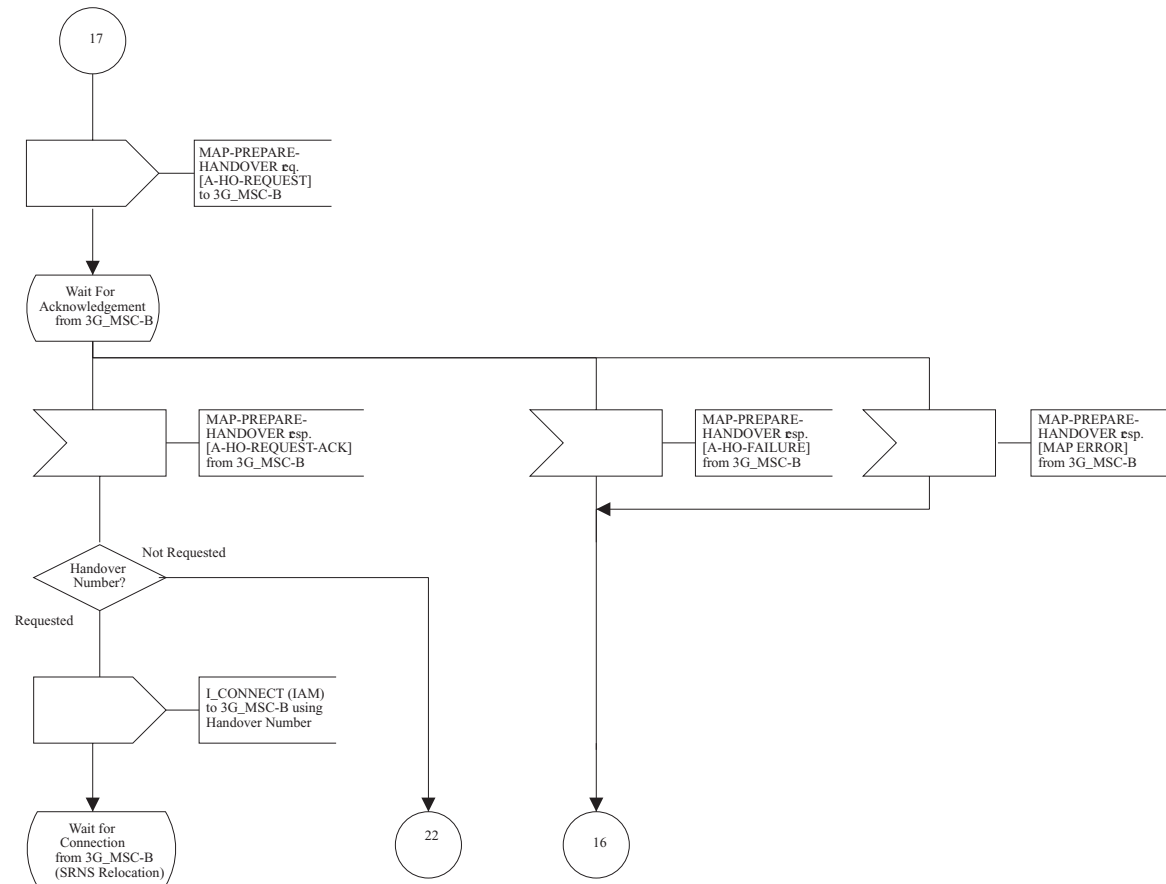 17
MAP-PREPARE-
HANDOVER req.
[A-HO-REQUEST]
to 3G_MSC-B
Wait For
Acknowledgement
from 3G_MSC-B
MAP-PREPARE-
HANDOVER resp.
[A-HO-REQUEST-ACK]
from 3G_MSC-B
MAP-PREPARE-
HANDOVER resp.
[A-HO-FAILURE]
from 3G_MSC-B
MAP-PREPARE-
HANDOVER resp.
[MAP ERROR]
from 3G_MSC-B
Handover
Number?
Not Requested
Requested
I_CONNECT (IAM)
to 3G_MSC-B using
Handover Number
Wait for
Connection
from 3G_MSC-B
(SRNS Relocation)
22
16